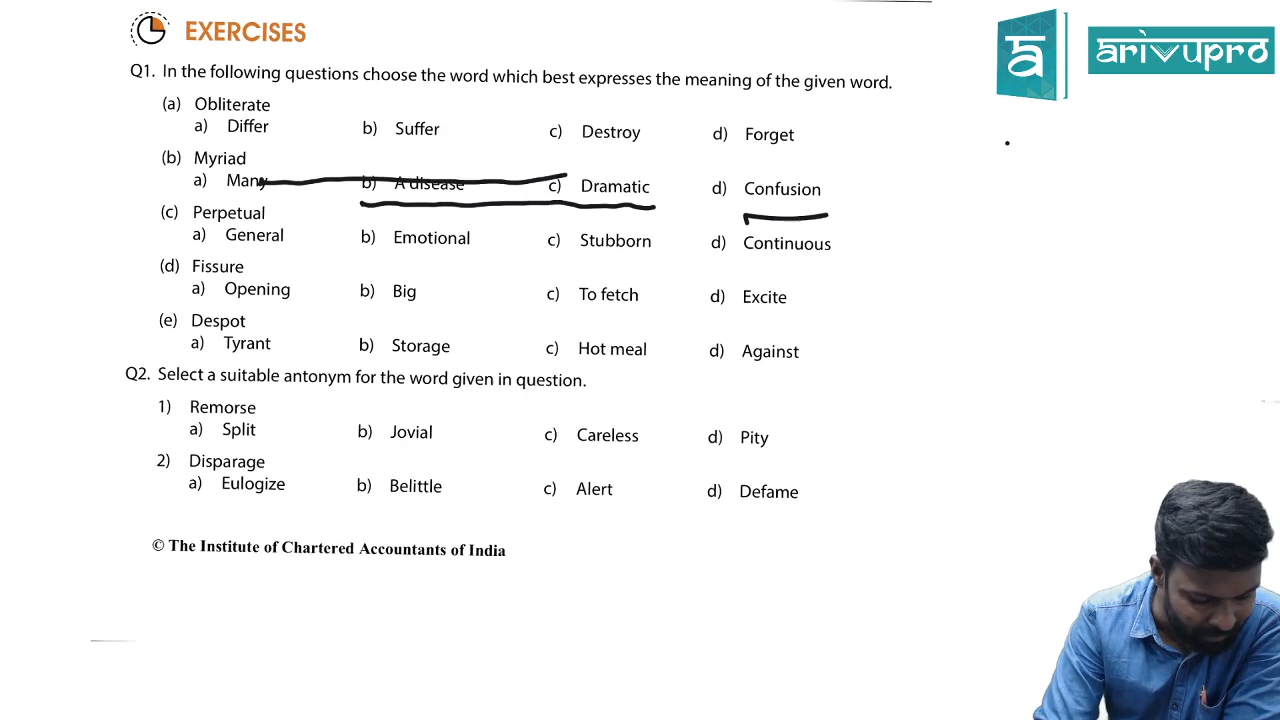 EXERCISES
Q1. In the following questions choose the word which best expresses the meaning of the given word.
(a) Obliterate
a) Differ b) Suffer c) Destroy d) Forget
(b) Myriad
a) Many b) A disease c) Dramatic d) Confusion
(c) Perpetual
a) General b) Emotional c) Stubborn d) Continuous
(d) Fissure
a) Opening b) Big c) To fetch d) Excite
(e) Despot
a) Tyrant b) Storage c) Hot meal d) Against
Q2. Select a suitable antonym for the word given in question.
1) Remorse
a) Split b) Jovial c) Careless d) Pity
2) Disparage
a) Eulogize b) Belittle c) Alert d) Defame
© The Institute of Chartered Accountants of India
a
arivupro